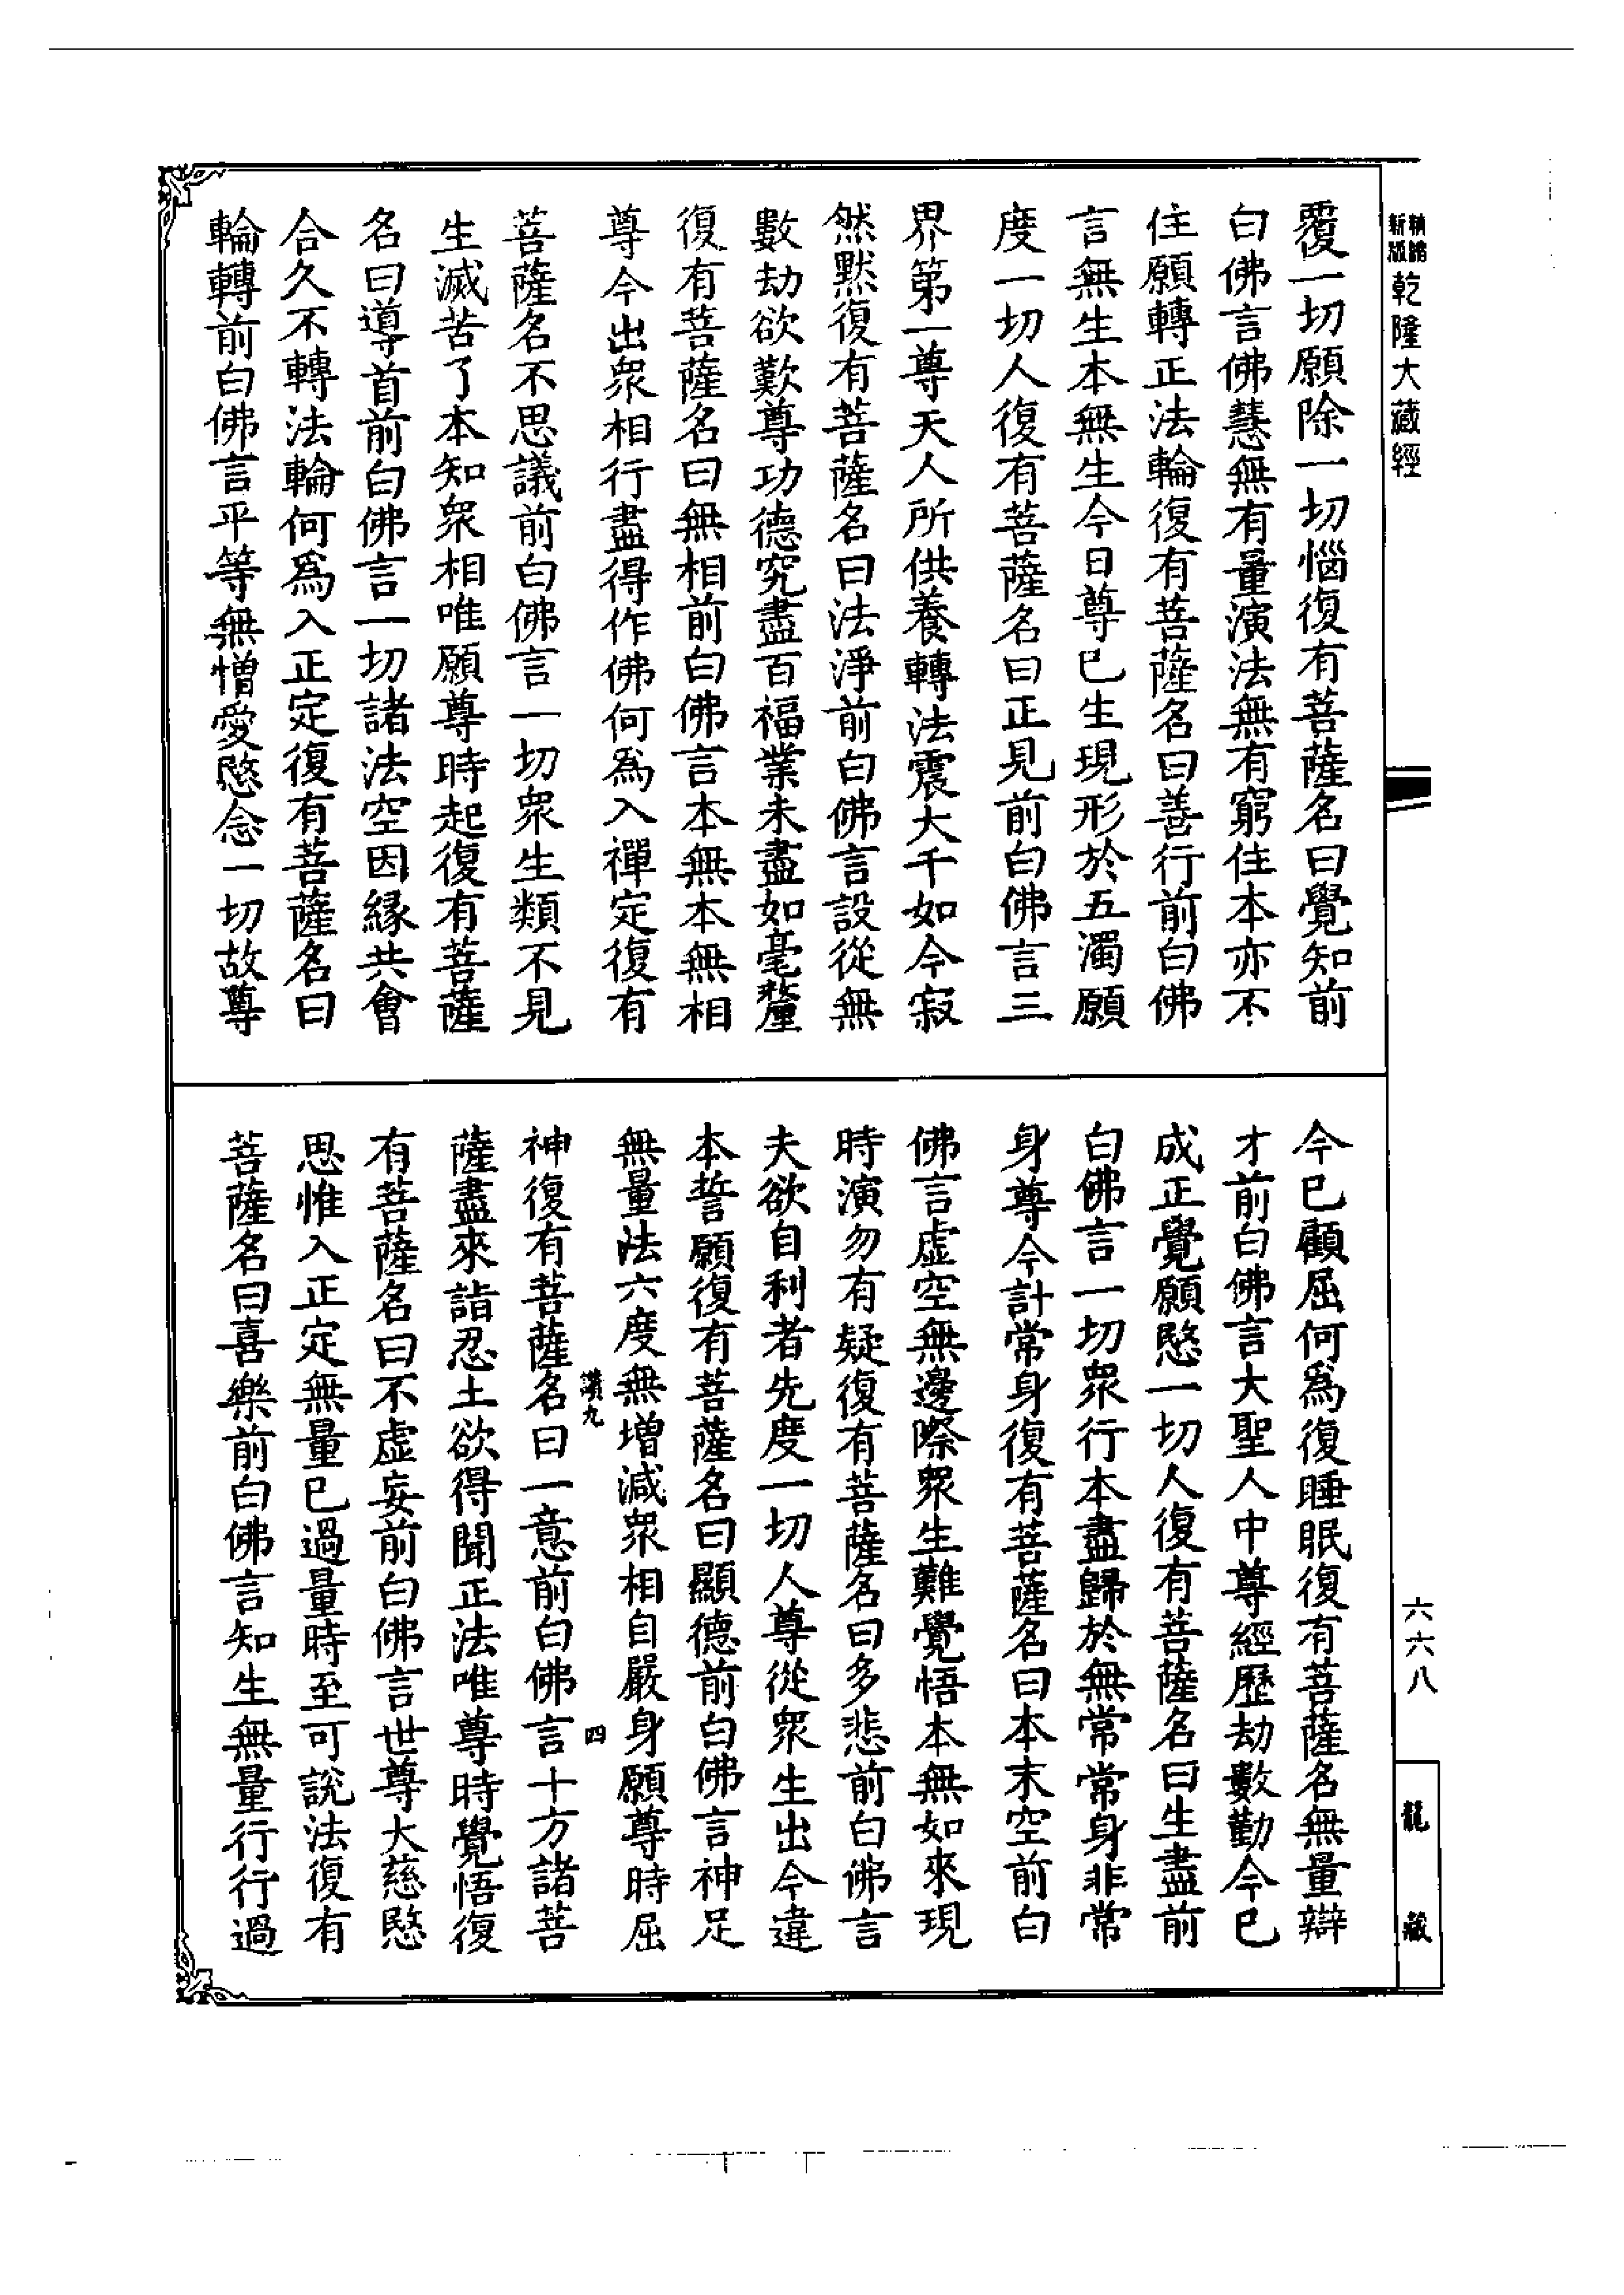 新編縮版 乾隆大藏經
覆一切願除一切惱復有菩薩名曰覺知前
白佛言佛慧無有量演法無有窮住本亦不
住願轉正法輪復有菩薩名曰善行前白佛
言無生本無生今日尊已生現形於五濁願
度一切人復有菩薩名曰正見前白佛言三
界第一尊天人所供養轉法震大千如今寂
然默復有菩薩名曰法淨前白佛言設從無
數劫欲歎尊功德究盡百福業未盡如毫釐
復有菩薩名曰無相前白佛言本無本無相
尊今出眾相行盡得作佛何為入禪定復有
菩薩名不思議前白佛言一切眾生類不見
生滅苦了本知眾相唯願尊時起復有菩薩
名曰導首前白佛言一切諸法空因緣共會
合久不轉法輪何為入正定復有菩薩名曰
輪轉前白佛言平等無憎愛愍念一切故尊
今已顧屈何為復睡眠復有菩薩名無量辯
才前白佛言大聖人中尊經歷劫數勤今已
成正覺願愍一切人復有菩薩名曰生盡前
白佛言一切眾行本盡歸於無常常身非常
身尊今計常身復有菩薩名曰本末空前白
佛言虛空無邊際眾生難覺悟本無如來現
時演勿有疑復有菩薩名曰多悲前白佛言
夫欲自利者先度一切人尊從眾生出今違
本誓願復有菩薩名曰顯德前白佛言神足
無量法六度無增減眾相自嚴身願尊時屈
讚九 四
神復有菩薩名曰一意前白佛言十方諸菩
薩盡來詣忍土欲得聞正法唯尊時覺悟復
有菩薩名曰不虛妄前白佛言世尊大慈愍
思惟入正定無量已過量時至可說法復有
菩薩名曰喜樂前白佛言知生無量行行過
六六八
龍藏